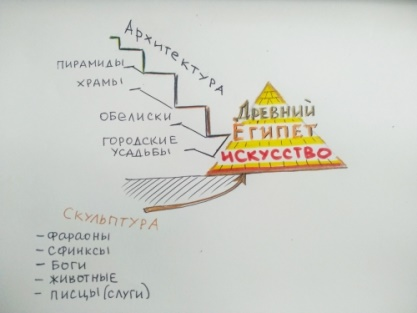 Архитектура
ПИРАМИДЫ
ХРАМЫ
ОБЕЛИСКИ
ГОРОДСКИЕ
УСАДЬБЫ
ДРЕВНИЙ
ЕГИПЕТ
ИСКУССТВО
СКУЛЬПТУРА
- ФАРАОНЫ
- СФИНКСЫ
- БОГИ
- ЖИВОТНЫЕ
- ПИСЦЫ (СЛУГИ)